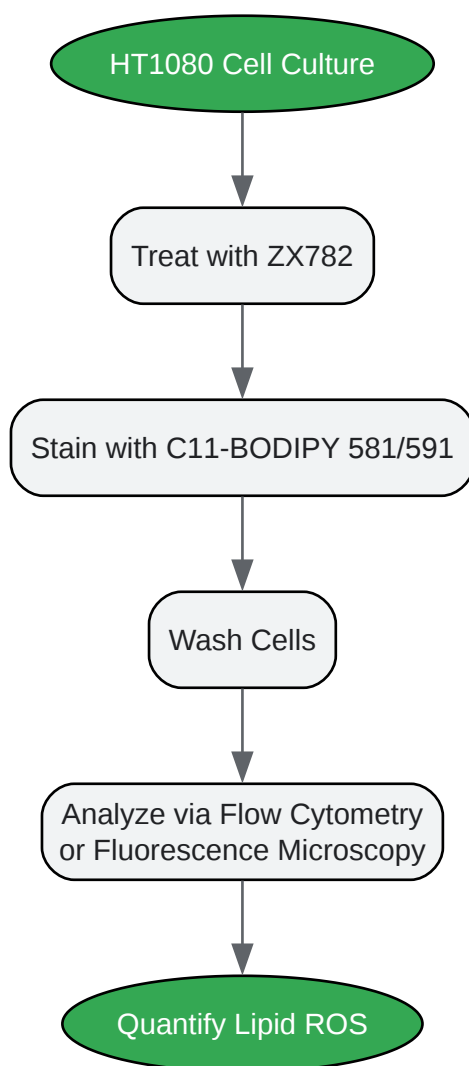 HT1080 Cell Culture
Treat with ZX782
Stain with C11-BODIPY 581/591
Wash Cells
Analyze via Flow Cytometry
or Fluorescence Microscopy
Quantify Lipid ROS